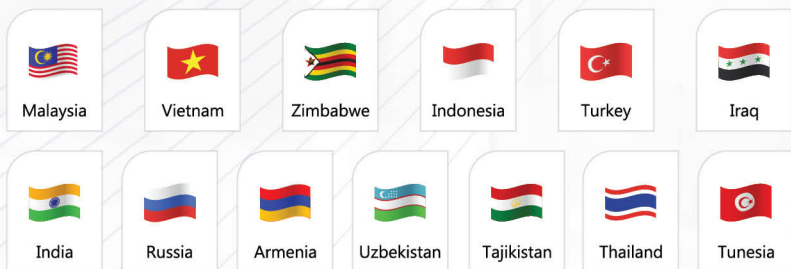 Malaysia
Vietnam
Zimbabwe
Indonesia
Turkey
Iraq
India
Russia
Armenia
Uzbekistan
Tajikistan
Thailand
Tunesia